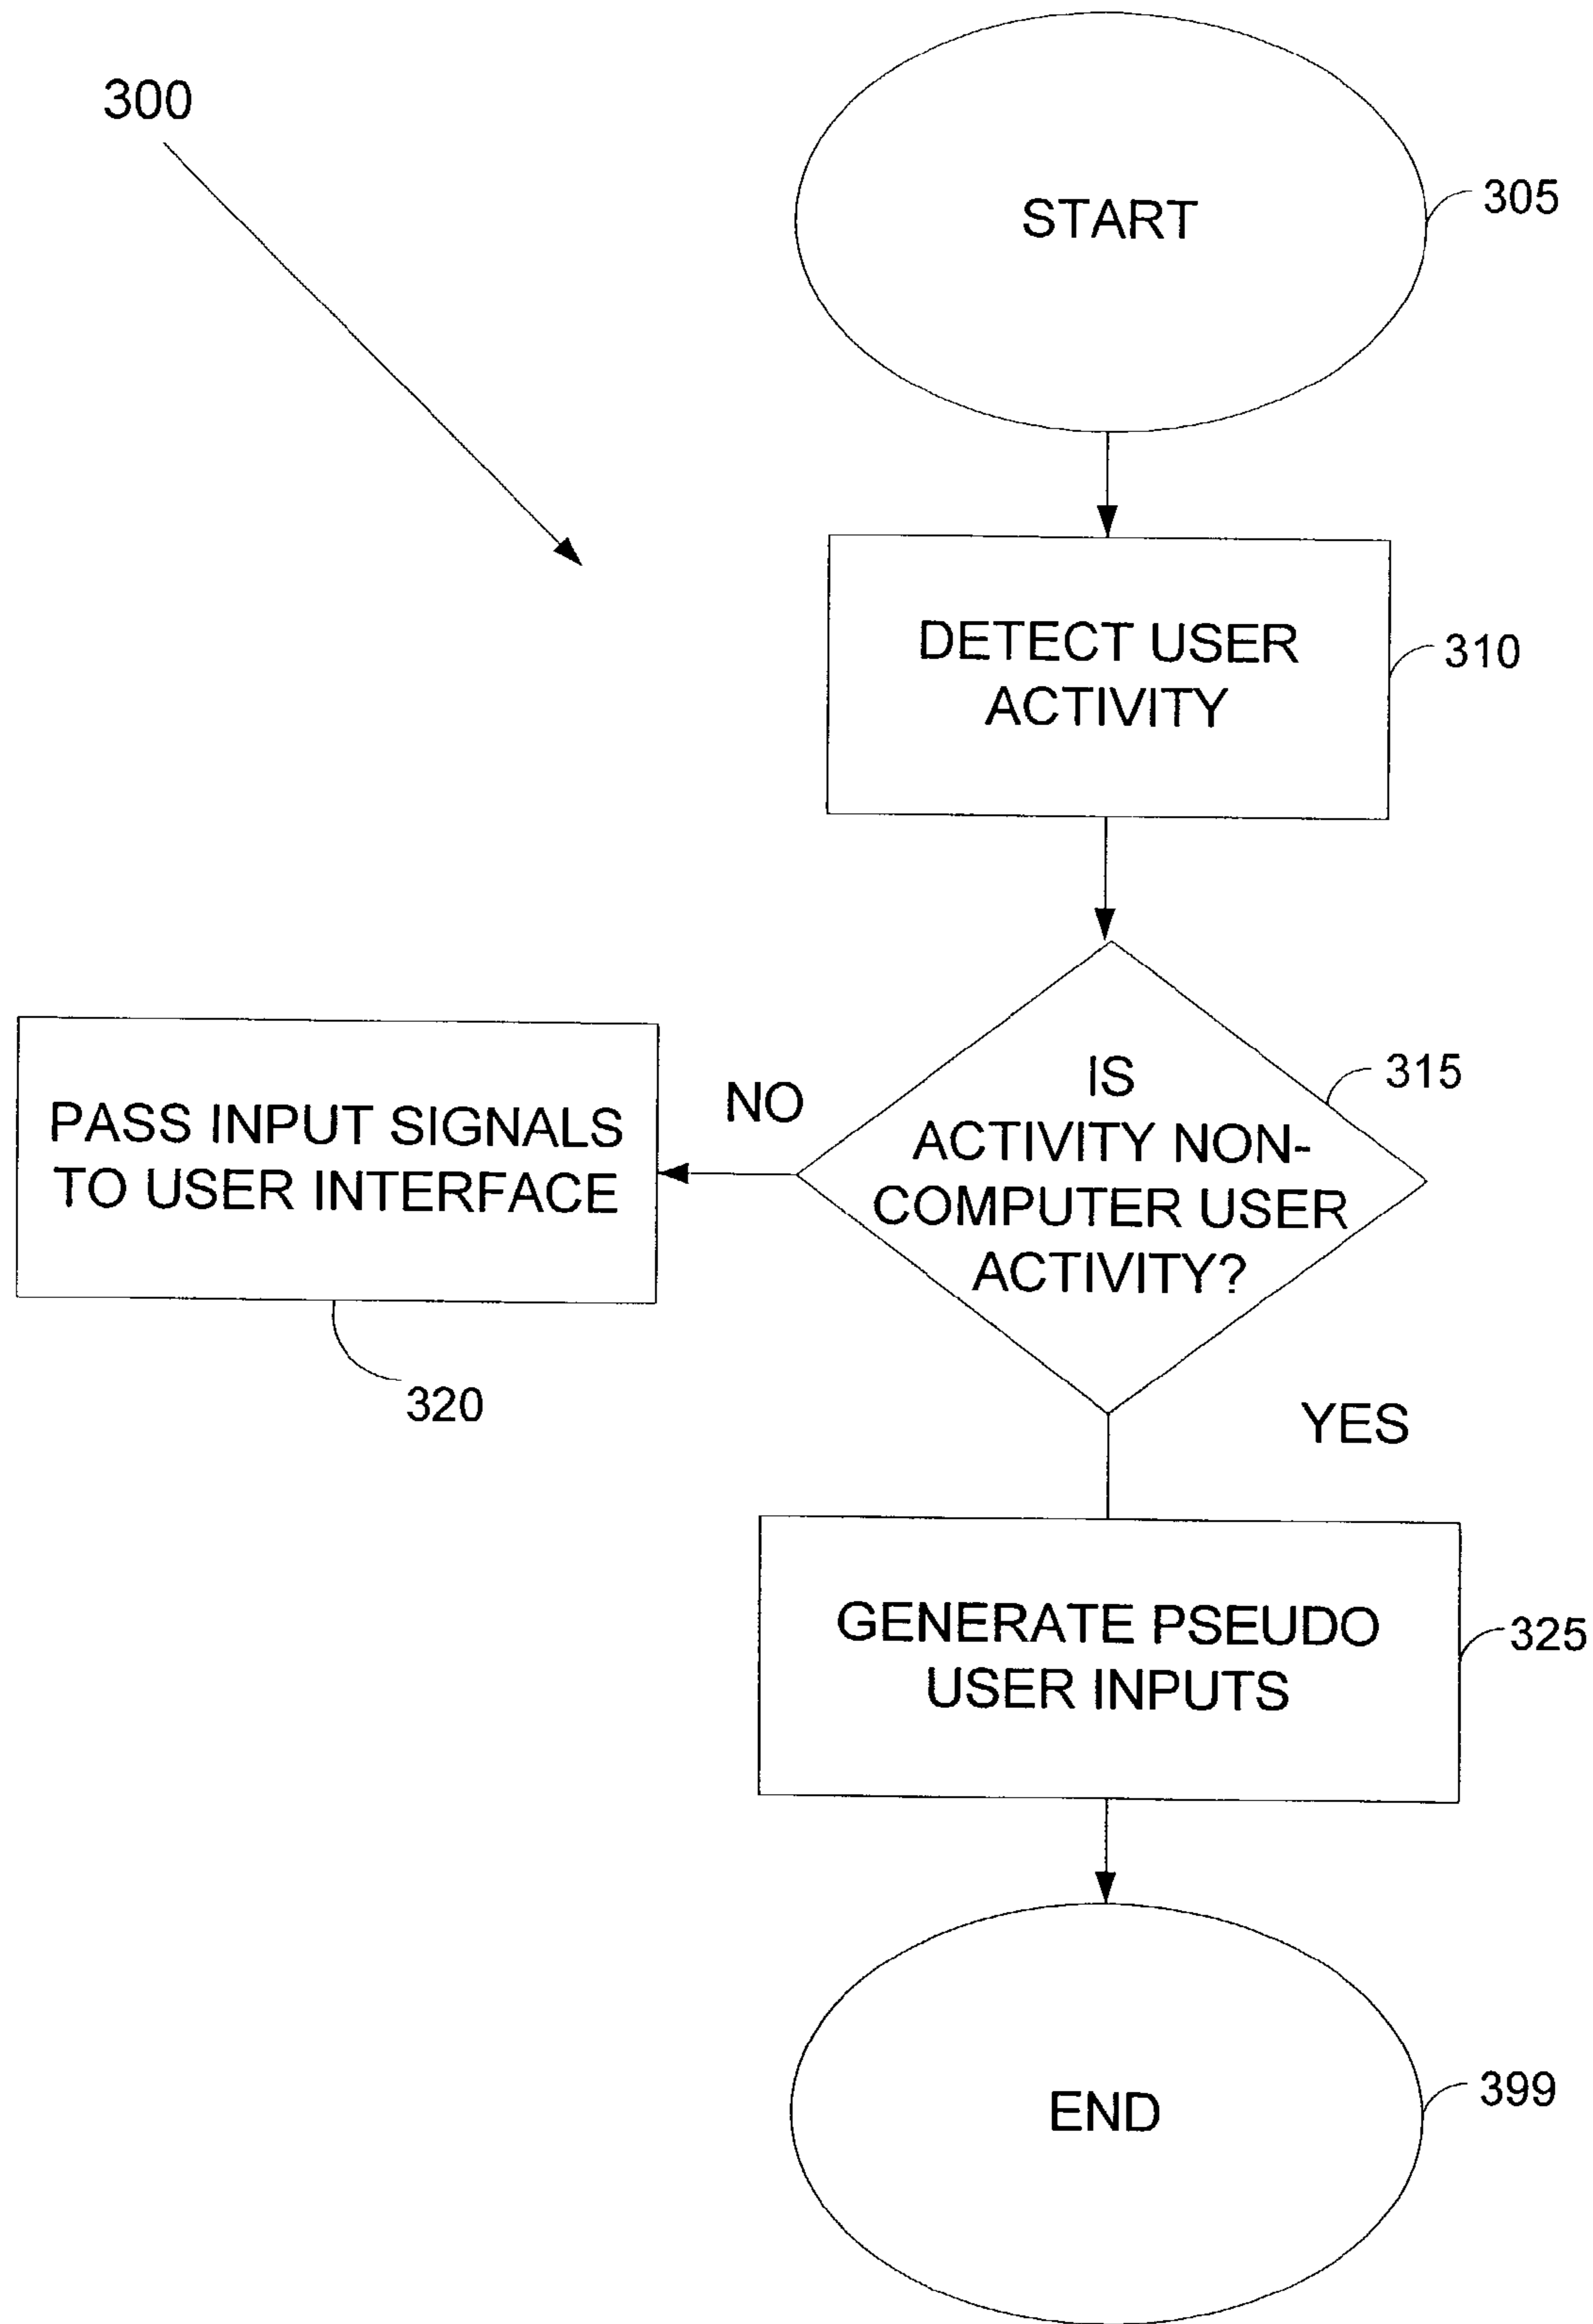 300
START
305
DETECT USER
ACTIVITY
310
IS
ACTIVITY NON-
COMPUTER USER
ACTIVITY?
315
NO
PASS INPUT SIGNALS
TO USER INTERFACE
320
YES
GENERATE PSEUDO
USER INPUTS
325
END
399